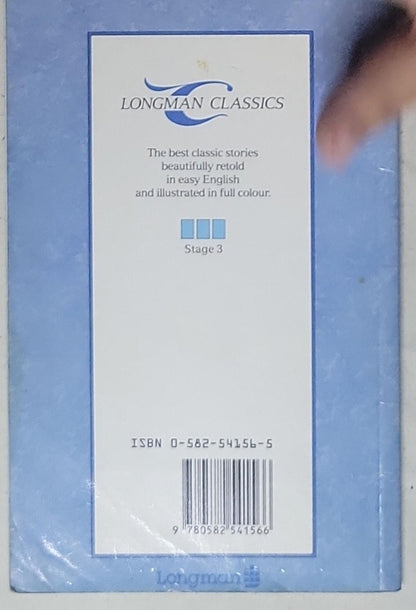 LONGMAN CLASSICS
The best classic stories
beautifully retold
in easy English
and illustrated in full colour.
Stage 3
ISBN 0-582-54156-5
9 780582 541566
Longman